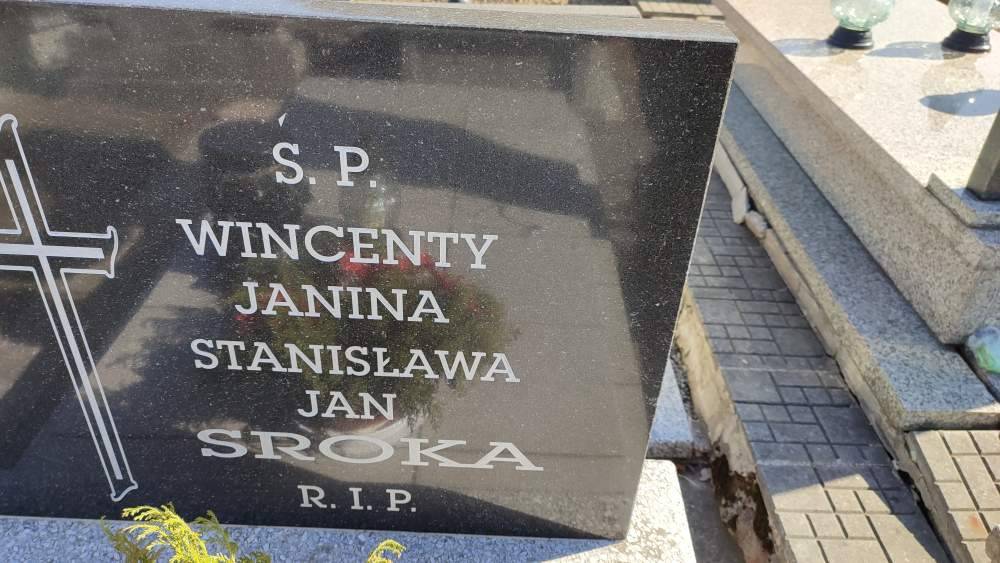 Ś. P.
WINCENTY
JANINA
STANISŁAWA
JAN
SROKA
R. I. P.